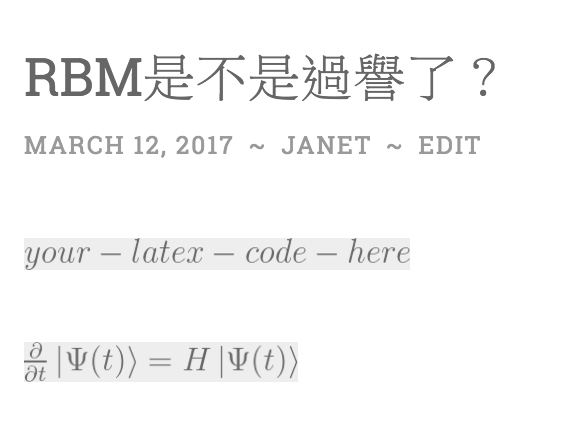 RBM是不是過譽了？
MARCH 12, 2017 ~ JANET ~ EDIT
your − latex − code − here
∂/∂t |Ψ(t)⟩ = H |Ψ(t)⟩